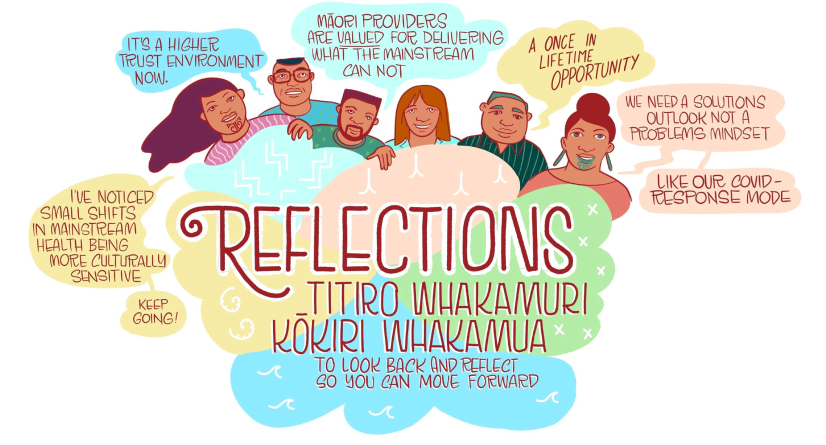 IT'S A HIGHER
TRUST ENVIRONMENT
NOW.
MĀORI PROVIDERS
ARE VALUED FOR DELIVERING
WHAT THE MAINSTREAM
CAN NOT
A ONCE IN
LIFETIME
OPPORTUNITY
WE NEED A SOLUTIONS
OUTLOOK NOT A
PROBLEMS MINDSET
LIKE OUR COVID-
RESPONSE MODE
I'VE NOTICED
SMALL SHIFTS
IN MAINSTREAM
HEALTH BEING
MORE CULTURALLY
SENSITIVE
KEEP
GOING!
REFLECTIONS
TITIRO WHAKAMURI
KŌKIRI WHAKAMUA
TO LOOK BACK AND REFLECT
SO YOU CAN MOVE FORWARD